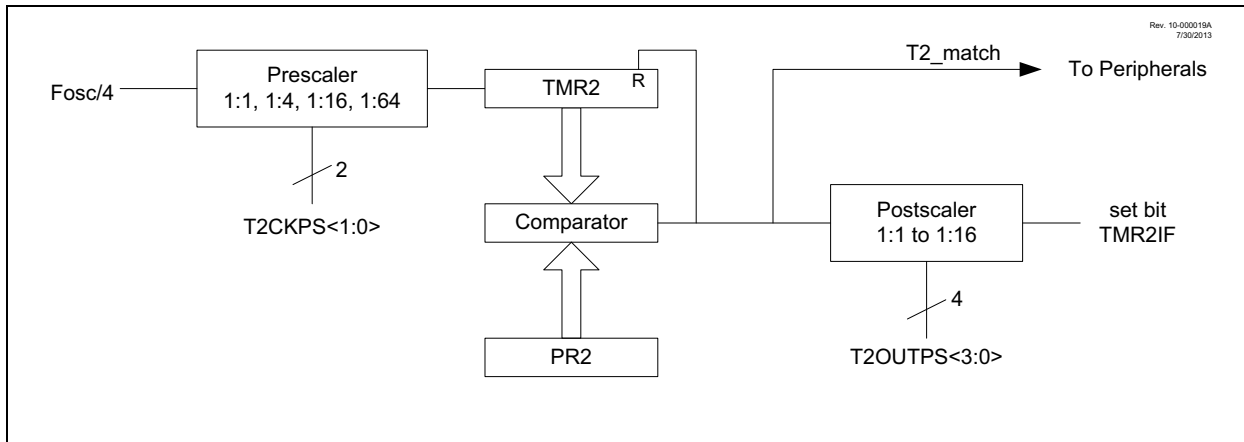 Rev. 10-000019A
7/30/2013
Fosc/4
Prescaler
1:1, 1:4, 1:16, 1:64
2
T2CKPS<1:0>
TMR2
R
Comparator
PR2
T2_match
To Peripherals
Postscaler
1:1 to 1:16
4
T2OUTPS<3:0>
set bit
TMR2IF